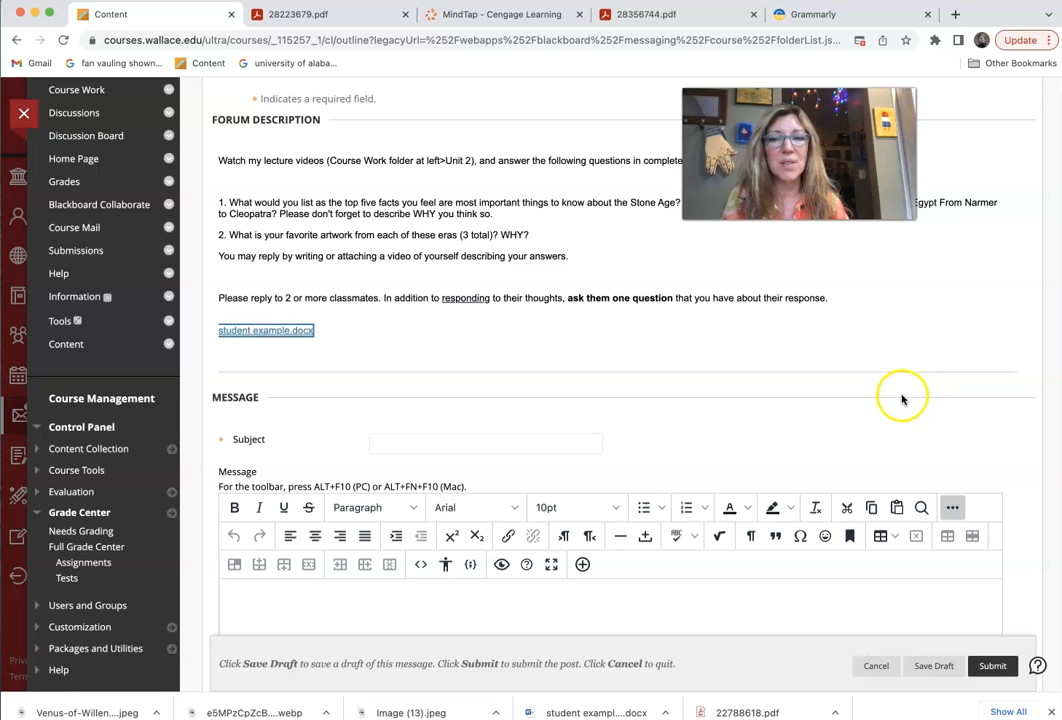 Content
28223679.pdf
MindTap - Cengage Learning
28356744.pdf
Grammarly
courses.wallace.edu/ultra/courses/_115257_1/cl/outline?legacyUrl=%252Fwebapps%252Fblackboard%252Fmessaging%252Fcourse%252FfolderList.js...
Update
Gmail
fan vauling shown...
Content
university of alaba...
Other Bookmarks
Course Work
Discussions
Discussion Board
Home Page
Grades
Blackboard Collaborate
Course Mail
Submissions
Help
Information
Tools
Content
Course Management
Control Panel
Content Collection
Course Tools
Evaluation
Grade Center
Needs Grading
Full Grade Center
Assignments
Tests
Users and Groups
Customization
Packages and Utilities
Help
* Indicates a required field.
FORUM DESCRIPTION
Watch my lecture videos (Course Work folder at left>Unit 2), and answer the following questions in complete
1. What would you list as the top five facts you feel are most important things to know about the Stone Age? Egypt From Narmer
to Cleopatra? Please don't forget to describe WHY you think so.
2. What is your favorite artwork from each of these eras (3 total)? WHY?
You may reply by writing or attaching a video of yourself describing your answers.
Please reply to 2 or more classmates. In addition to responding to their thoughts, ask them one question that you have about their response.
student example.docx
MESSAGE
* Subject
Message
For the toolbar, press ALT+F10 (PC) or ALT+FN+F10 (Mac).
B I U S Paragraph Arial 10pt
Click Save Draft to save a draft of this message. Click Submit to submit the post. Click Cancel to quit.
Cancel
Save Draft
Submit
Venus-of-Willen....jpeg
e5MPzCpZcB....webp
Image (13).jpeg
student exampl....docx
22788618.pdf
Show All